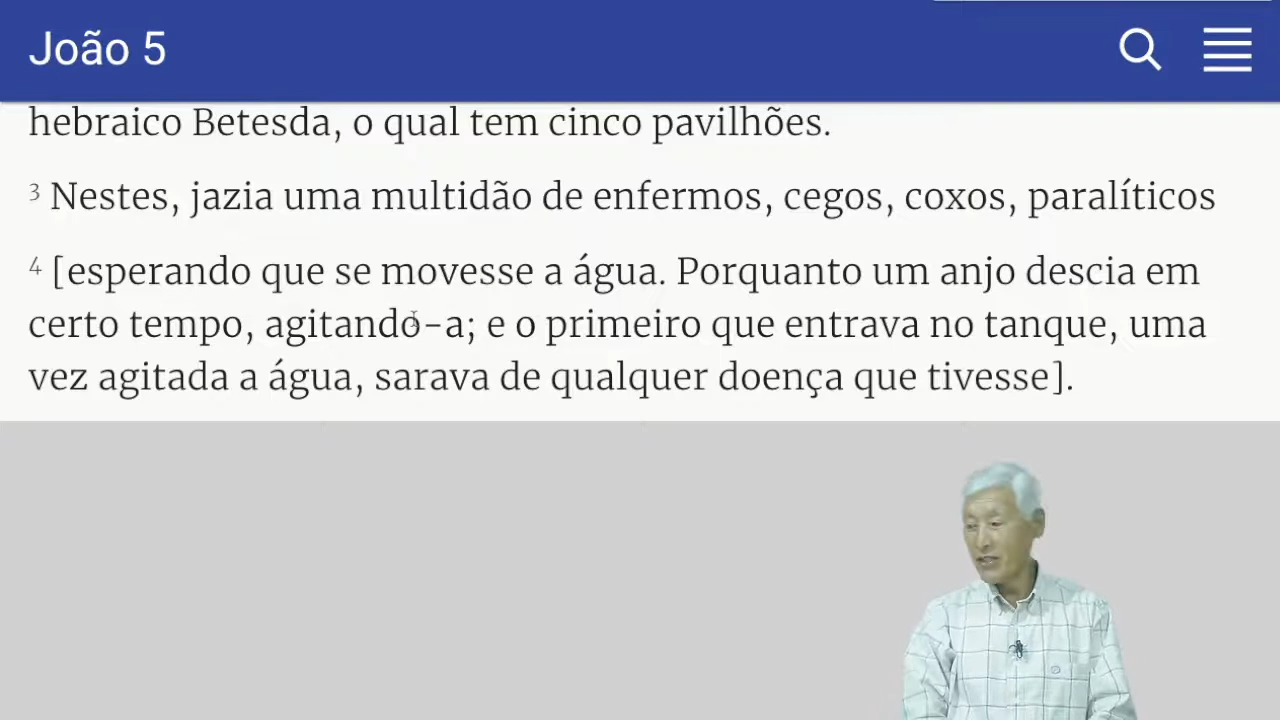 João 5
hebraico Betesda, o qual tem cinco pavilhões.
3 Nestes, jazia uma multidão de enfermos, cegos, coxos, paralíticos
4 [esperando que se movesse a água. Porquanto um anjo descia em
certo tempo, agitando-a; e o primeiro que entrava no tanque, uma
vez agitada a água, sarava de qualquer doença que tivesse].